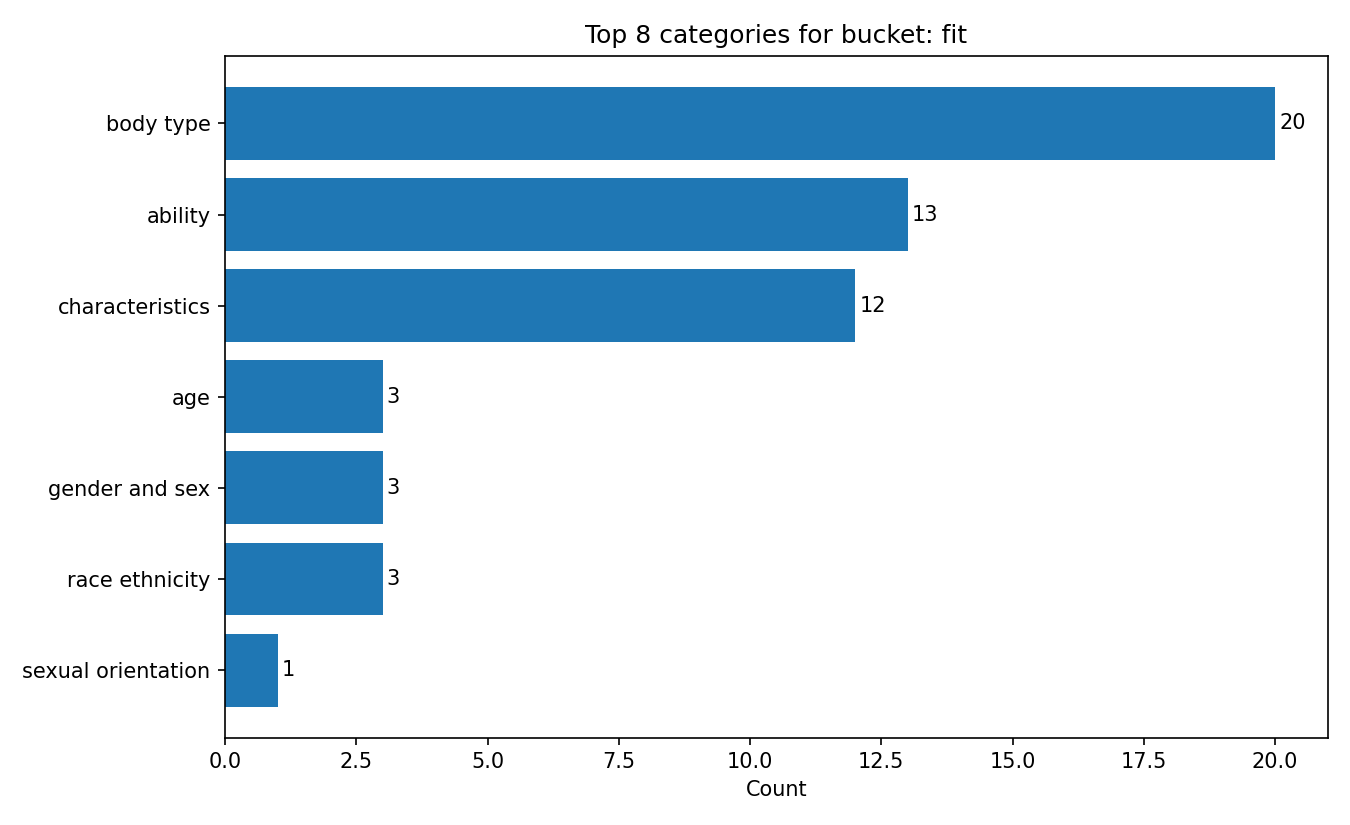 Top 8 categories for bucket: fit
body type
20
ability
13
characteristics
12
age
3
gender and sex
3
race ethnicity
3
sexual orientation
1
0.0 2.5 5.0 7.5 10.0 12.5 15.0 17.5 20.0
Count